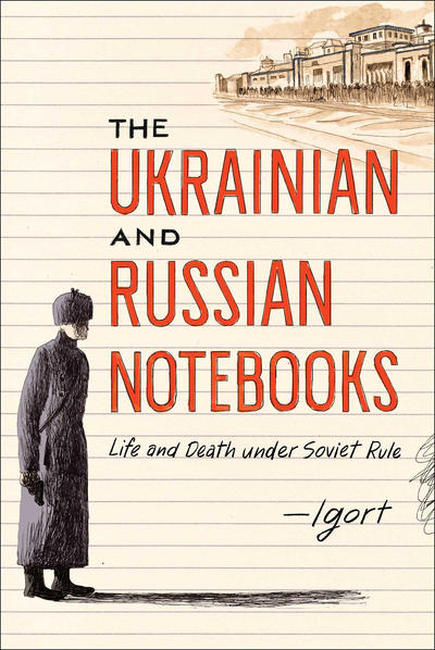 THE
UKRAINIAN
AND
RUSSIAN
NOTEBOOKS
Life and Death under Soviet Rule
—Igort